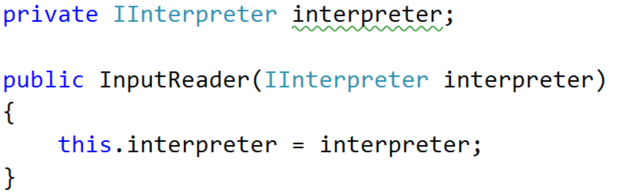 private IInterpreter interpreter;
public InputReader(IInterpreter interpreter)
{
    this.interpreter = interpreter;
}